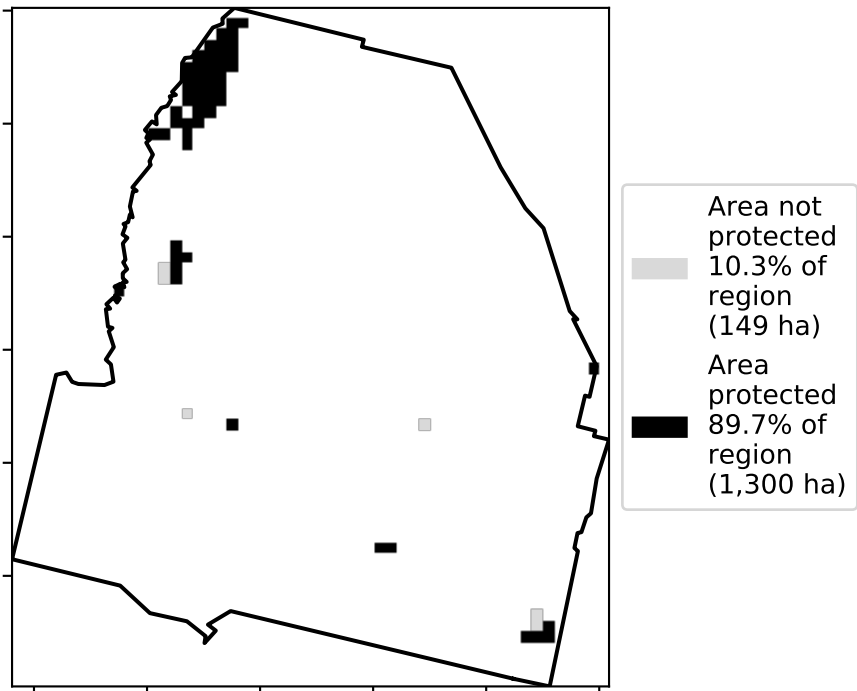 Area not
protected
10.3% of
region
(149 ha)
Area
protected
89.7% of
region
(1,300 ha)